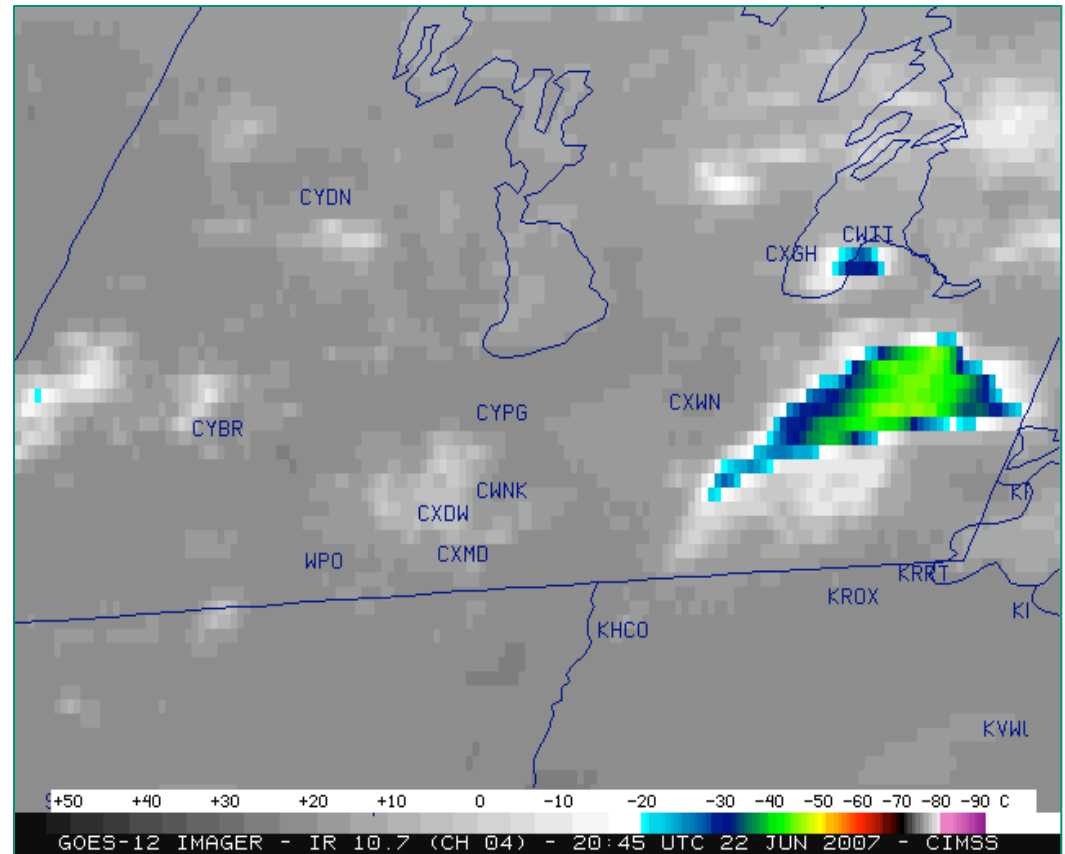 CYDN
CWII
CXGH
CXWN
CYPG
CYBR
CWNK
CXDW
CXMD
WPO
KRRT
KROX
KHCO
+50 +40 +30 +20 +10 0 -10 -20 -30 -40 -50 -60 -70 -80 -90 C
GOES-12 IMAGER - IR 10.7 (CH 04) - 20:45 UTC 22 JUN 2007 - CIMSS